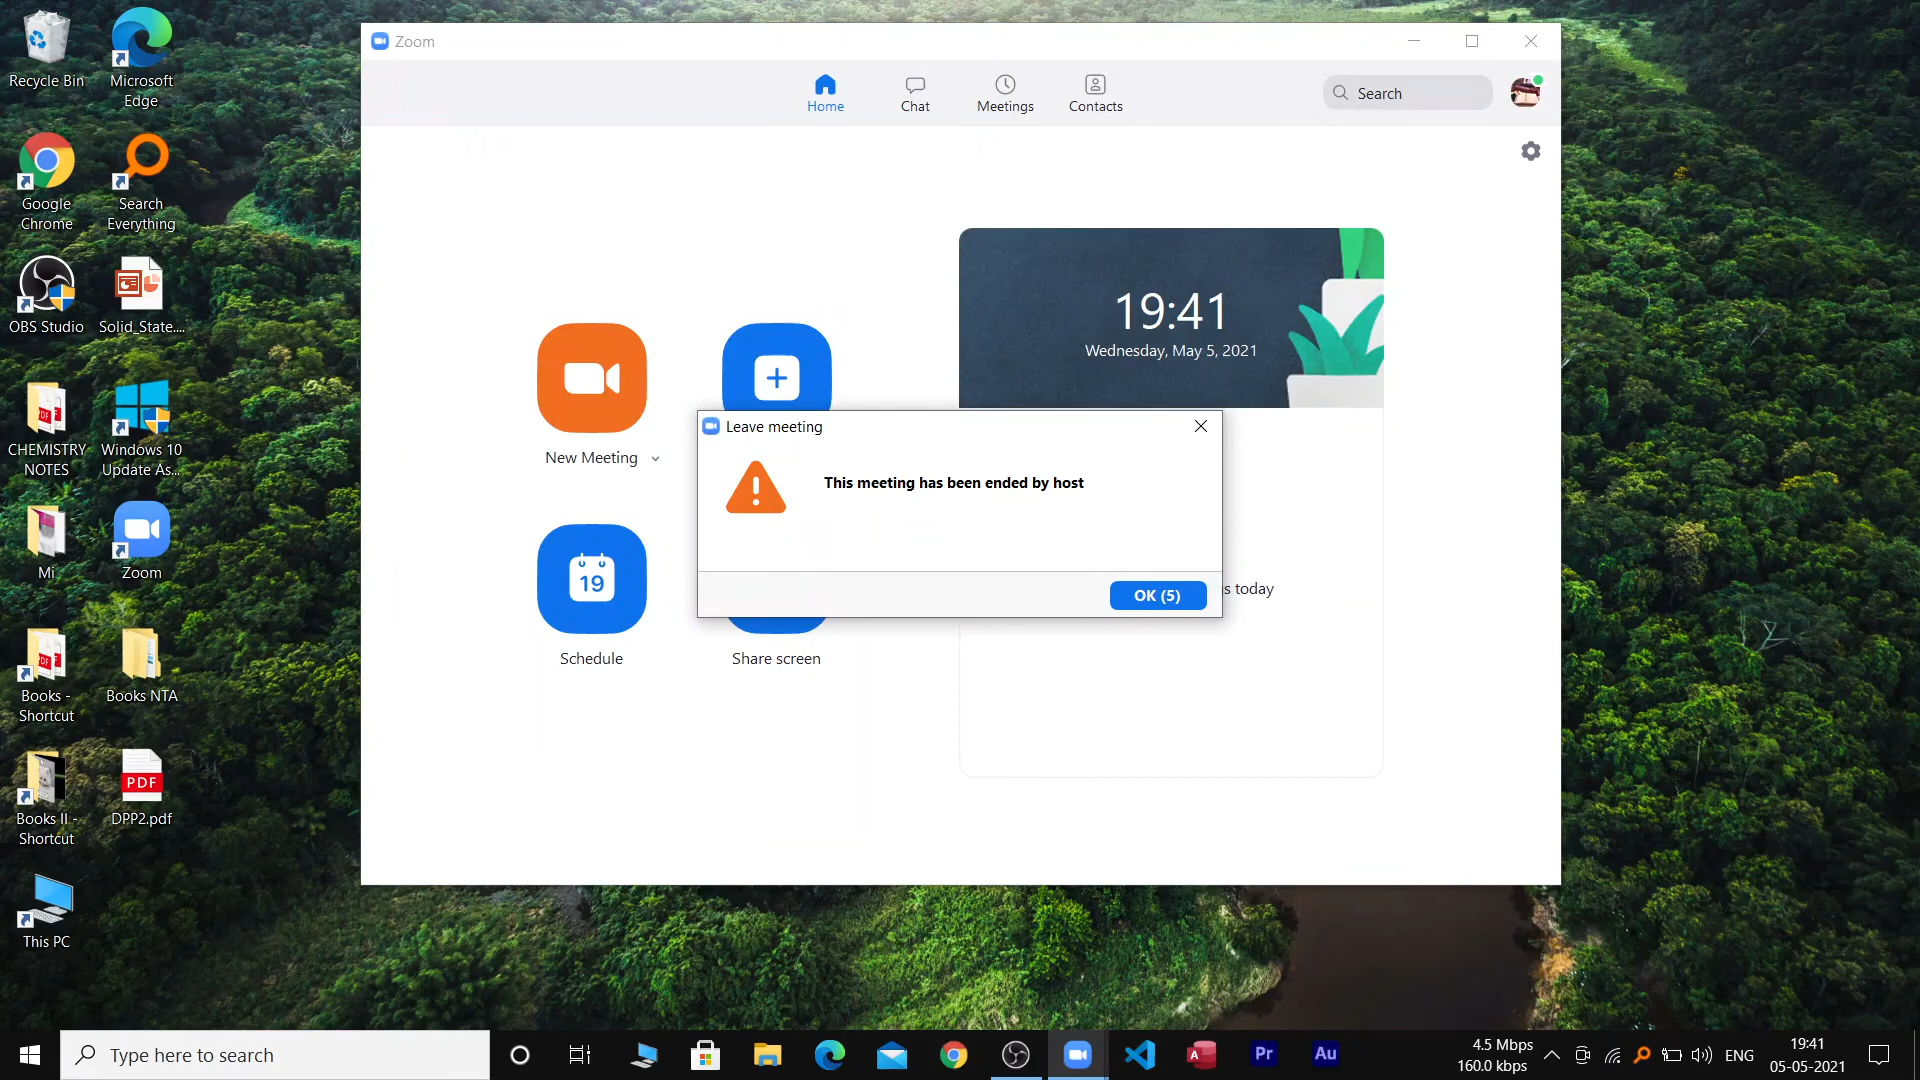 Recycle Bin
Microsoft
Edge
Google
Chrome
Search
Everything
OBS Studio
Solid_State....
CHEMISTRY
NOTES
Windows 10
Update As...
Mi
Zoom
Books -
Shortcut
Books NTA
Books II -
Shortcut
PDF
DPP2.pdf
This PC
Zoom
Home
Chat
Meetings
Contacts
Search
19:41
Wednesday, May 5, 2021
New Meeting
Leave meeting
This meeting has been ended by host
OK (5)
s today
19
Schedule
Share screen
Type here to search
Pr
Au
4.5 Mbps
160.0 kbps
ENG
19:41
05-05-2021